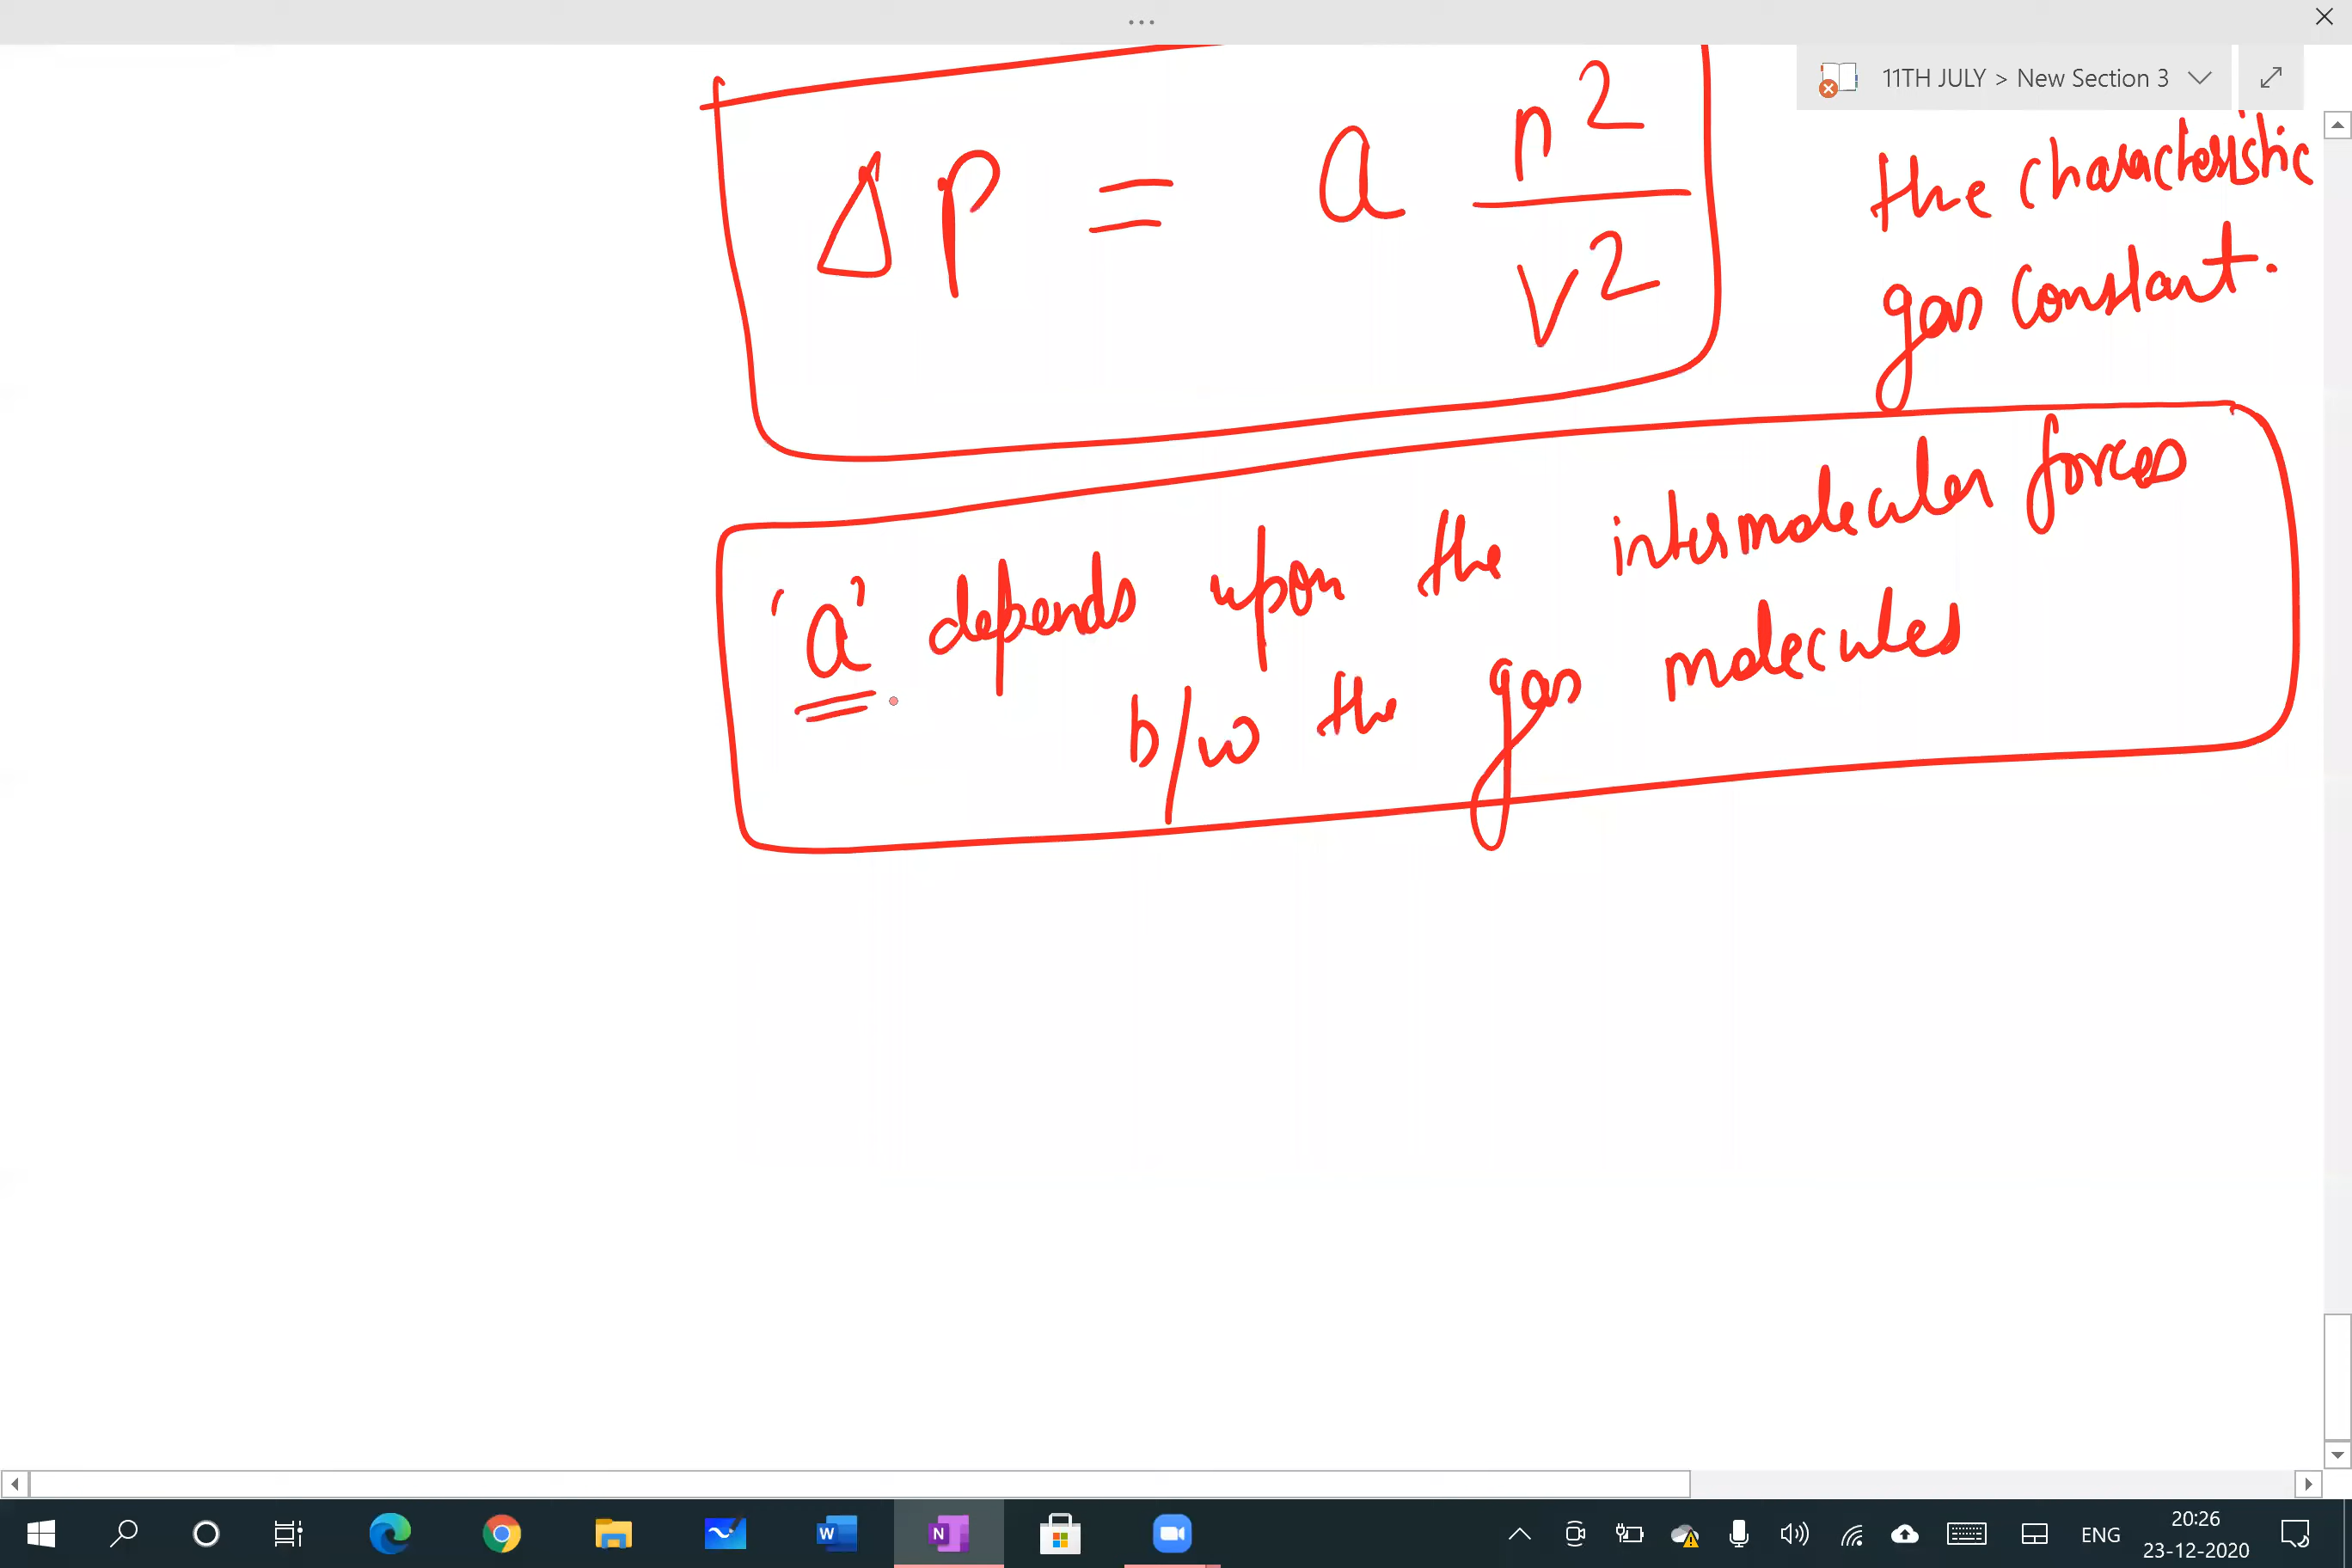 11TH JULY > New Section 3
ΔP = a n²/V²
the characteristic
gas constant.
'a' depends upon the intermolecular forces
b/w the gas molecules
ENG
20:26
23-12-2020